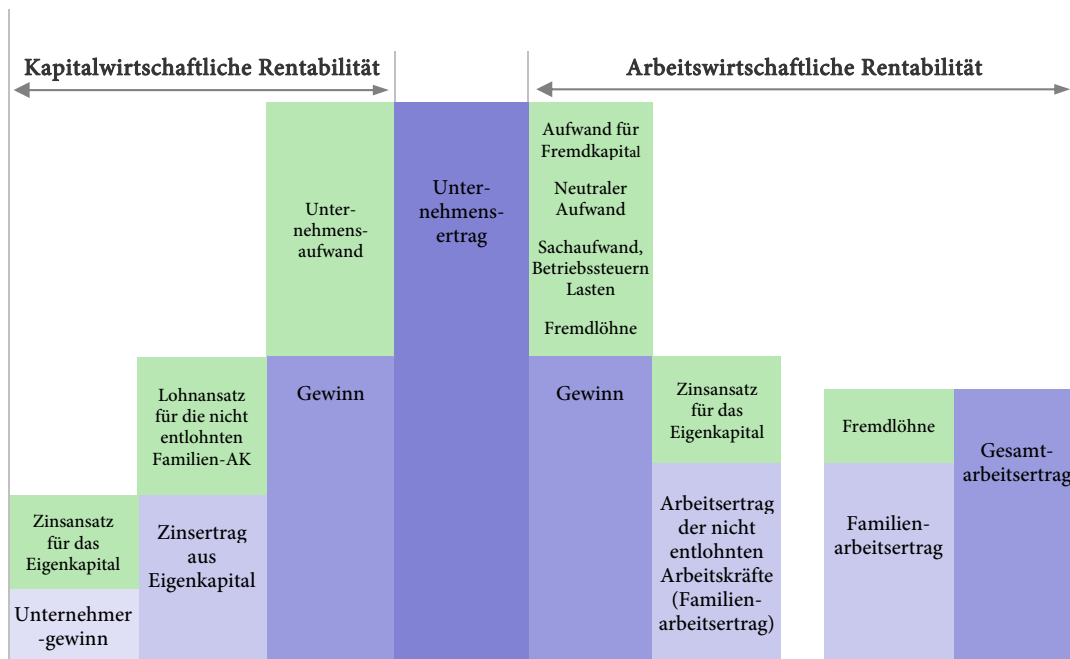 Kapitalwirtschaftliche Rentabilität
Arbeitswirtschaftliche Rentabilität
Zinsansatz
für das
Eigenkapital
Unternehmer
-gewinn
Lohnansatz
für die nicht
entlohnten
Familien-AK
Zinsertrag
aus
Eigenkapital
Unter-
nehmens-
aufwand
Gewinn
Unter-
nehmens-
ertrag
Aufwand für
Fremdkapital
Neutraler
Aufwand
Sachaufwand,
Betriebssteuern
Lasten
Fremdlöhne
Gewinn
Zinsansatz
für das
Eigenkapital
Arbeitsertrag
der nicht
entlohnten
Arbeitskräfte
(Familien-
arbeitsertrag)
Fremdlöhne
Familien-
arbeitsertrag
Gesamt-
arbeitsertrag